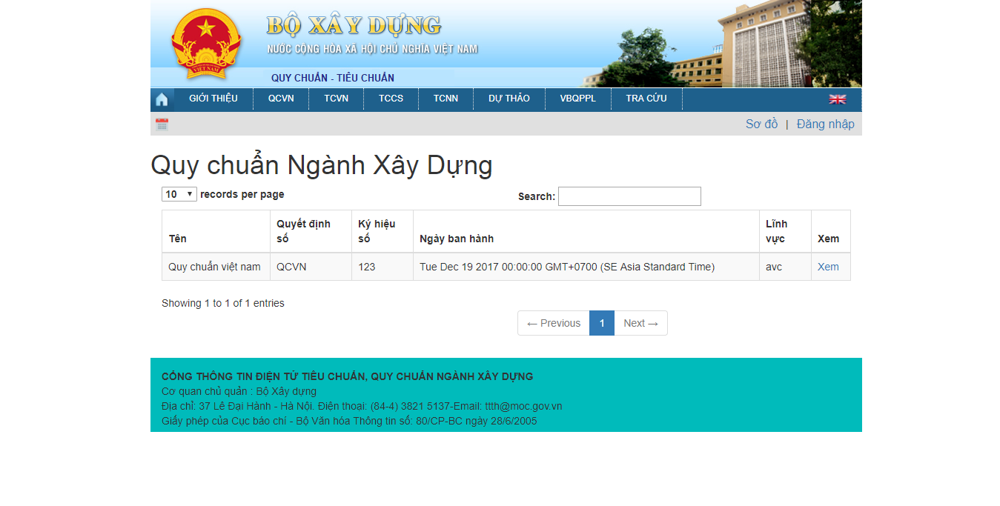 BỘ XÂY DỰNG
NƯỚC CỘNG HÒA XÃ HỘI CHỦ NGHĨA VIỆT NAM
VIỆT NAM
QUY CHUẨN - TIÊU CHUẨN
GIỚI THIỆU QCVN TCVN TCCS TCNN DỰ THẢO VBQPPL TRA CỨU
Sơ đồ | Đăng nhập
Quy chuẩn Ngành Xây Dựng
10 records per page Search:
Tên Quyết định số Ký hiệu số Ngày ban hành Lĩnh vực Xem
Quy chuẩn việt nam QCVN 123 Tue Dec 19 2017 00:00:00 GMT+0700 (SE Asia Standard Time) avc Xem
Showing 1 to 1 of 1 entries
← Previous 1 Next →
CỔNG THÔNG TIN ĐIỆN TỬ TIÊU CHUẨN, QUY CHUẨN NGÀNH XÂY DỰNG
Cơ quan chủ quản : Bộ Xây dựng
Địa chỉ: 37 Lê Đại Hành - Hà Nội. Điện thoại: (84-4) 3821 5137-Email: ttth@moc.gov.vn
Giấy phép của Cục báo chí - Bộ Văn hóa Thông tin số: 80/CP-BC ngày 28/6/2005